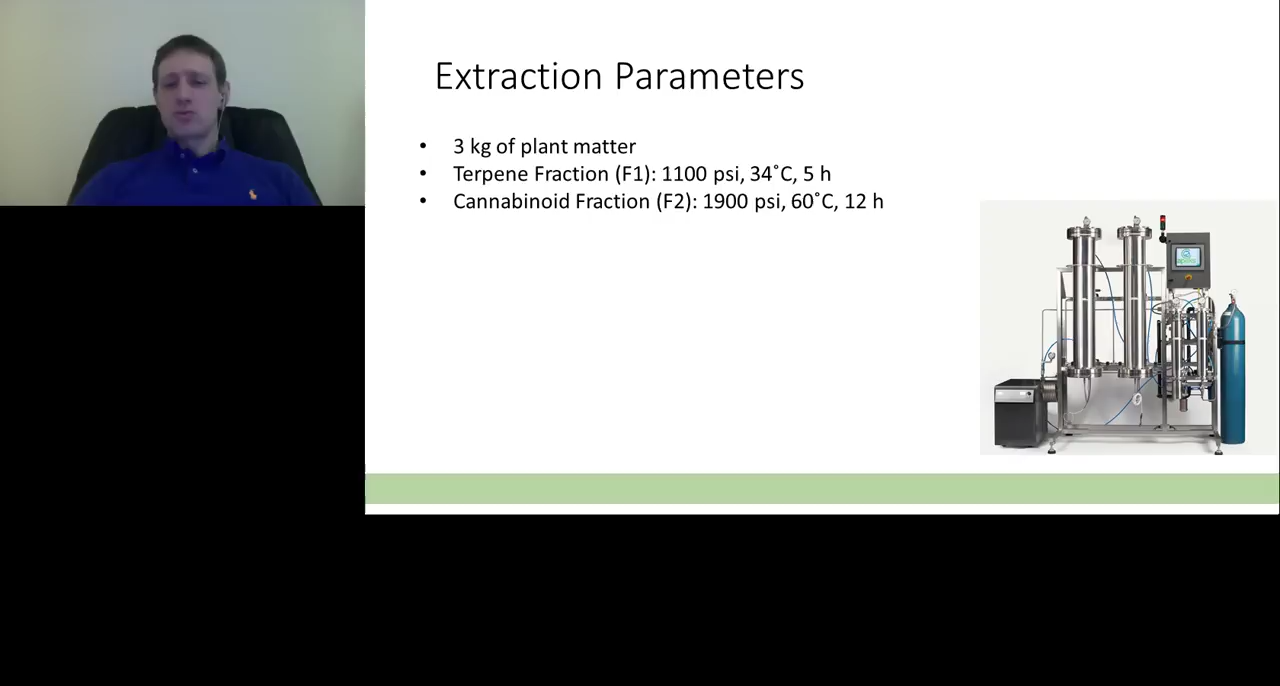 Extraction Parameters
• 3 kg of plant matter
• Terpene Fraction (F1): 1100 psi, 34˚C, 5 h
• Cannabinoid Fraction (F2): 1900 psi, 60˚C, 12 h